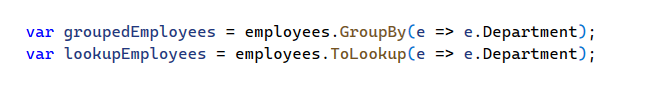 var groupedEmployees = employees.GroupBy(e => e.Department);
var lookupEmployees = employees.ToLookup(e => e.Department);